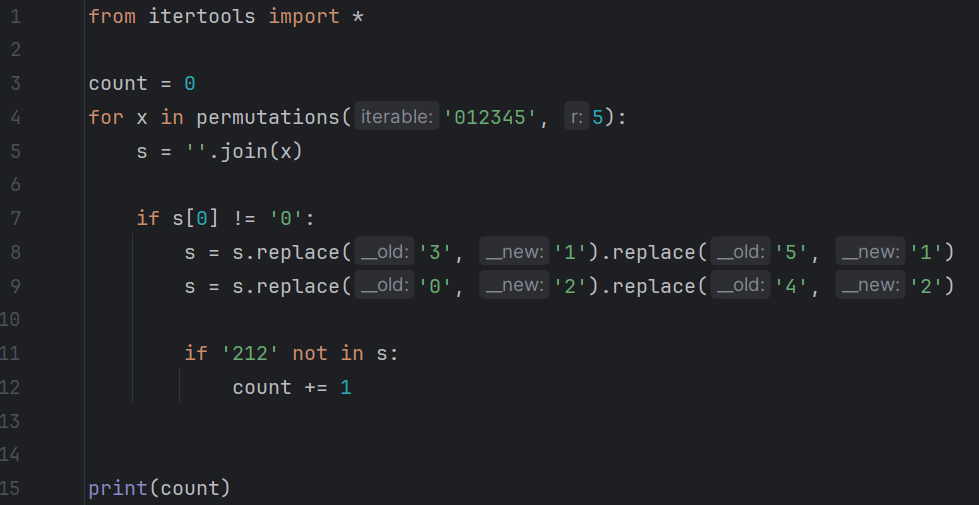 1 from itertools import *
2
3 count = 0
4 for x in permutations(iterable: '012345', r: 5):
5 s = ''.join(x)
6
7 if s[0] != '0':
8 s = s.replace(__old: '3', __new: '1').replace(__old: '5', __new: '1')
9 s = s.replace(__old: '0', __new: '2').replace(__old: '4', __new: '2')
10
11 if '212' not in s:
12 count += 1
13
14
15 print(count)